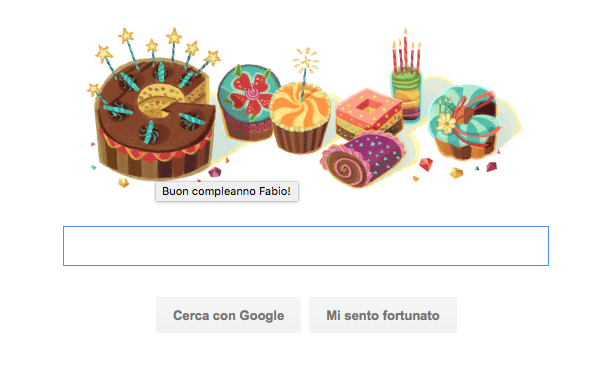 Buon compleanno Fabio!
Cerca con Google
Mi sento fortunato